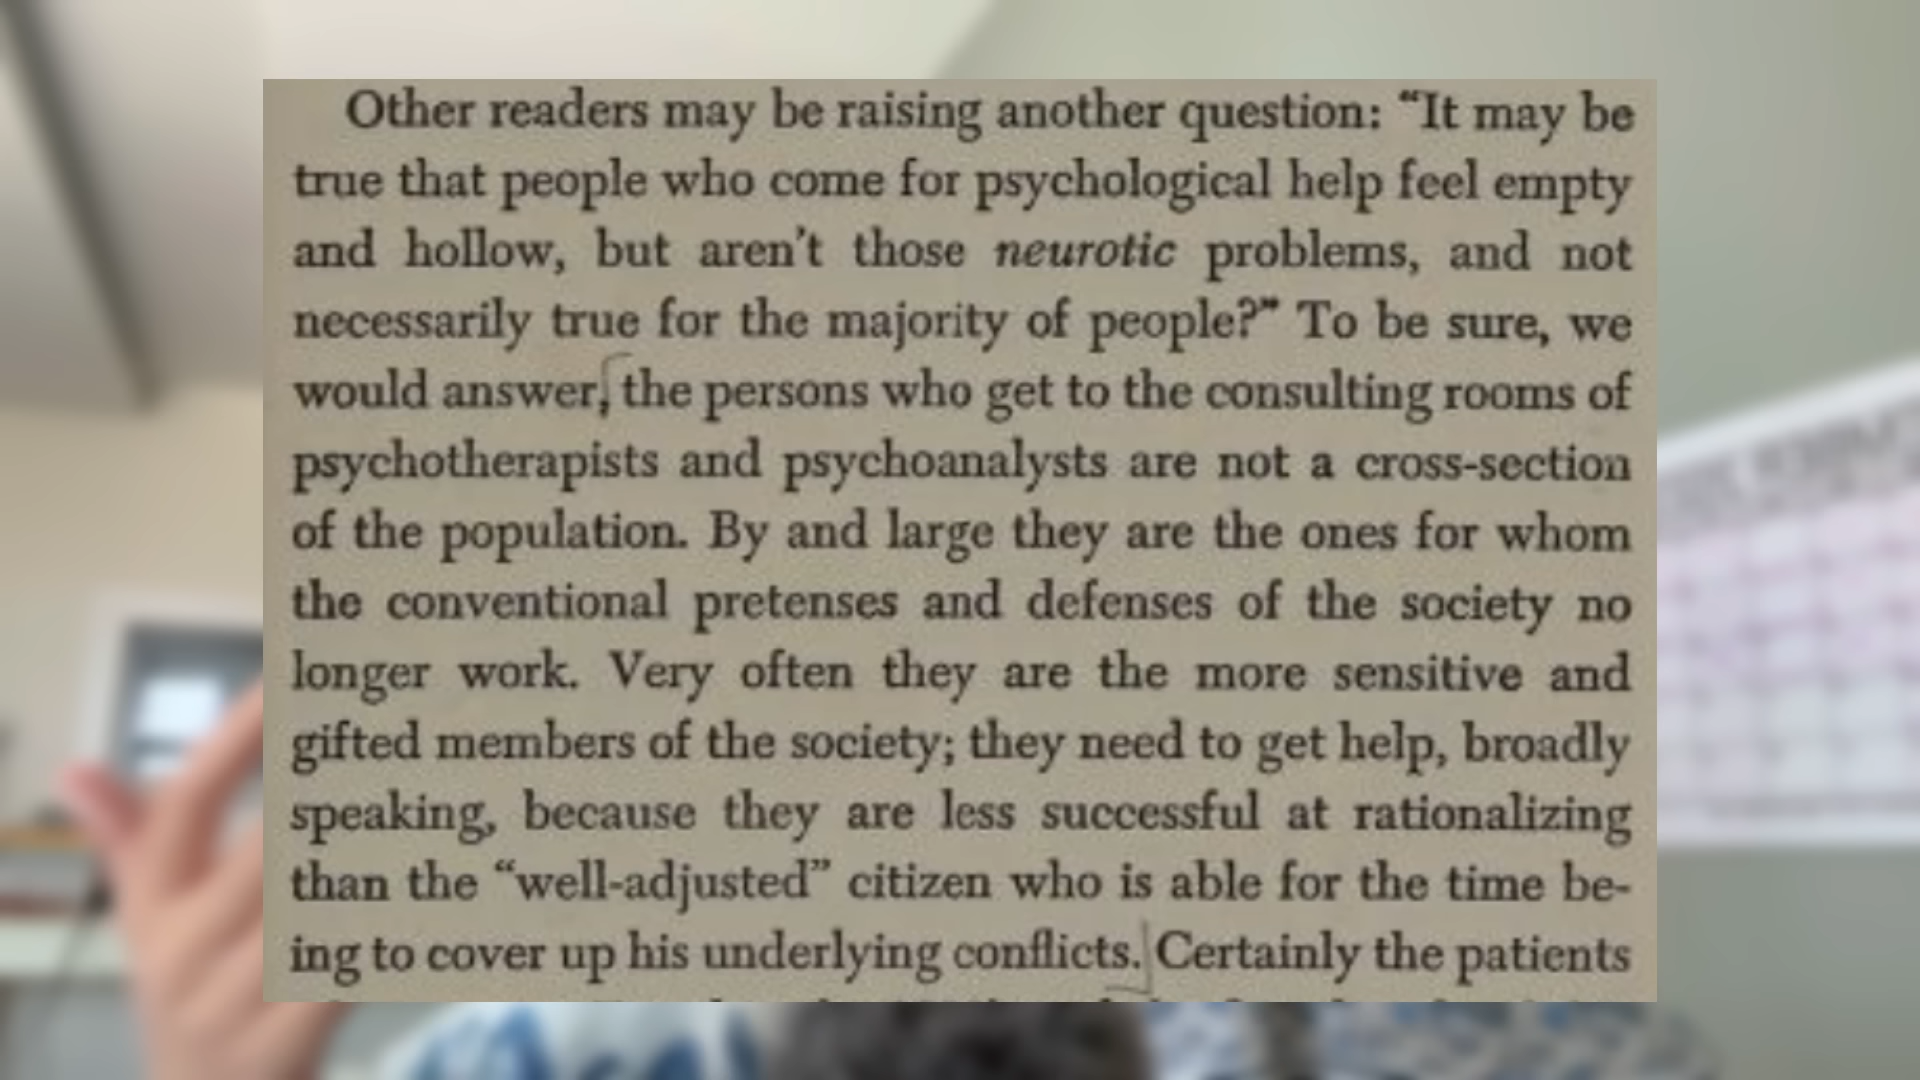 Other readers may be raising another question: “It may be
true that people who come for psychological help feel empty
and hollow, but aren’t those neurotic problems, and not
necessarily true for the majority of people?” To be sure, we
would answer, the persons who get to the consulting rooms of
psychotherapists and psychoanalysts are not a cross-section
of the population. By and large they are the ones for whom
the conventional pretenses and defenses of the society no
longer work. Very often they are the more sensitive and
gifted members of the society; they need to get help, broadly
speaking, because they are less successful at rationalizing
than the “well-adjusted” citizen who is able for the time be-
ing to cover up his underlying conflicts. Certainly the patients